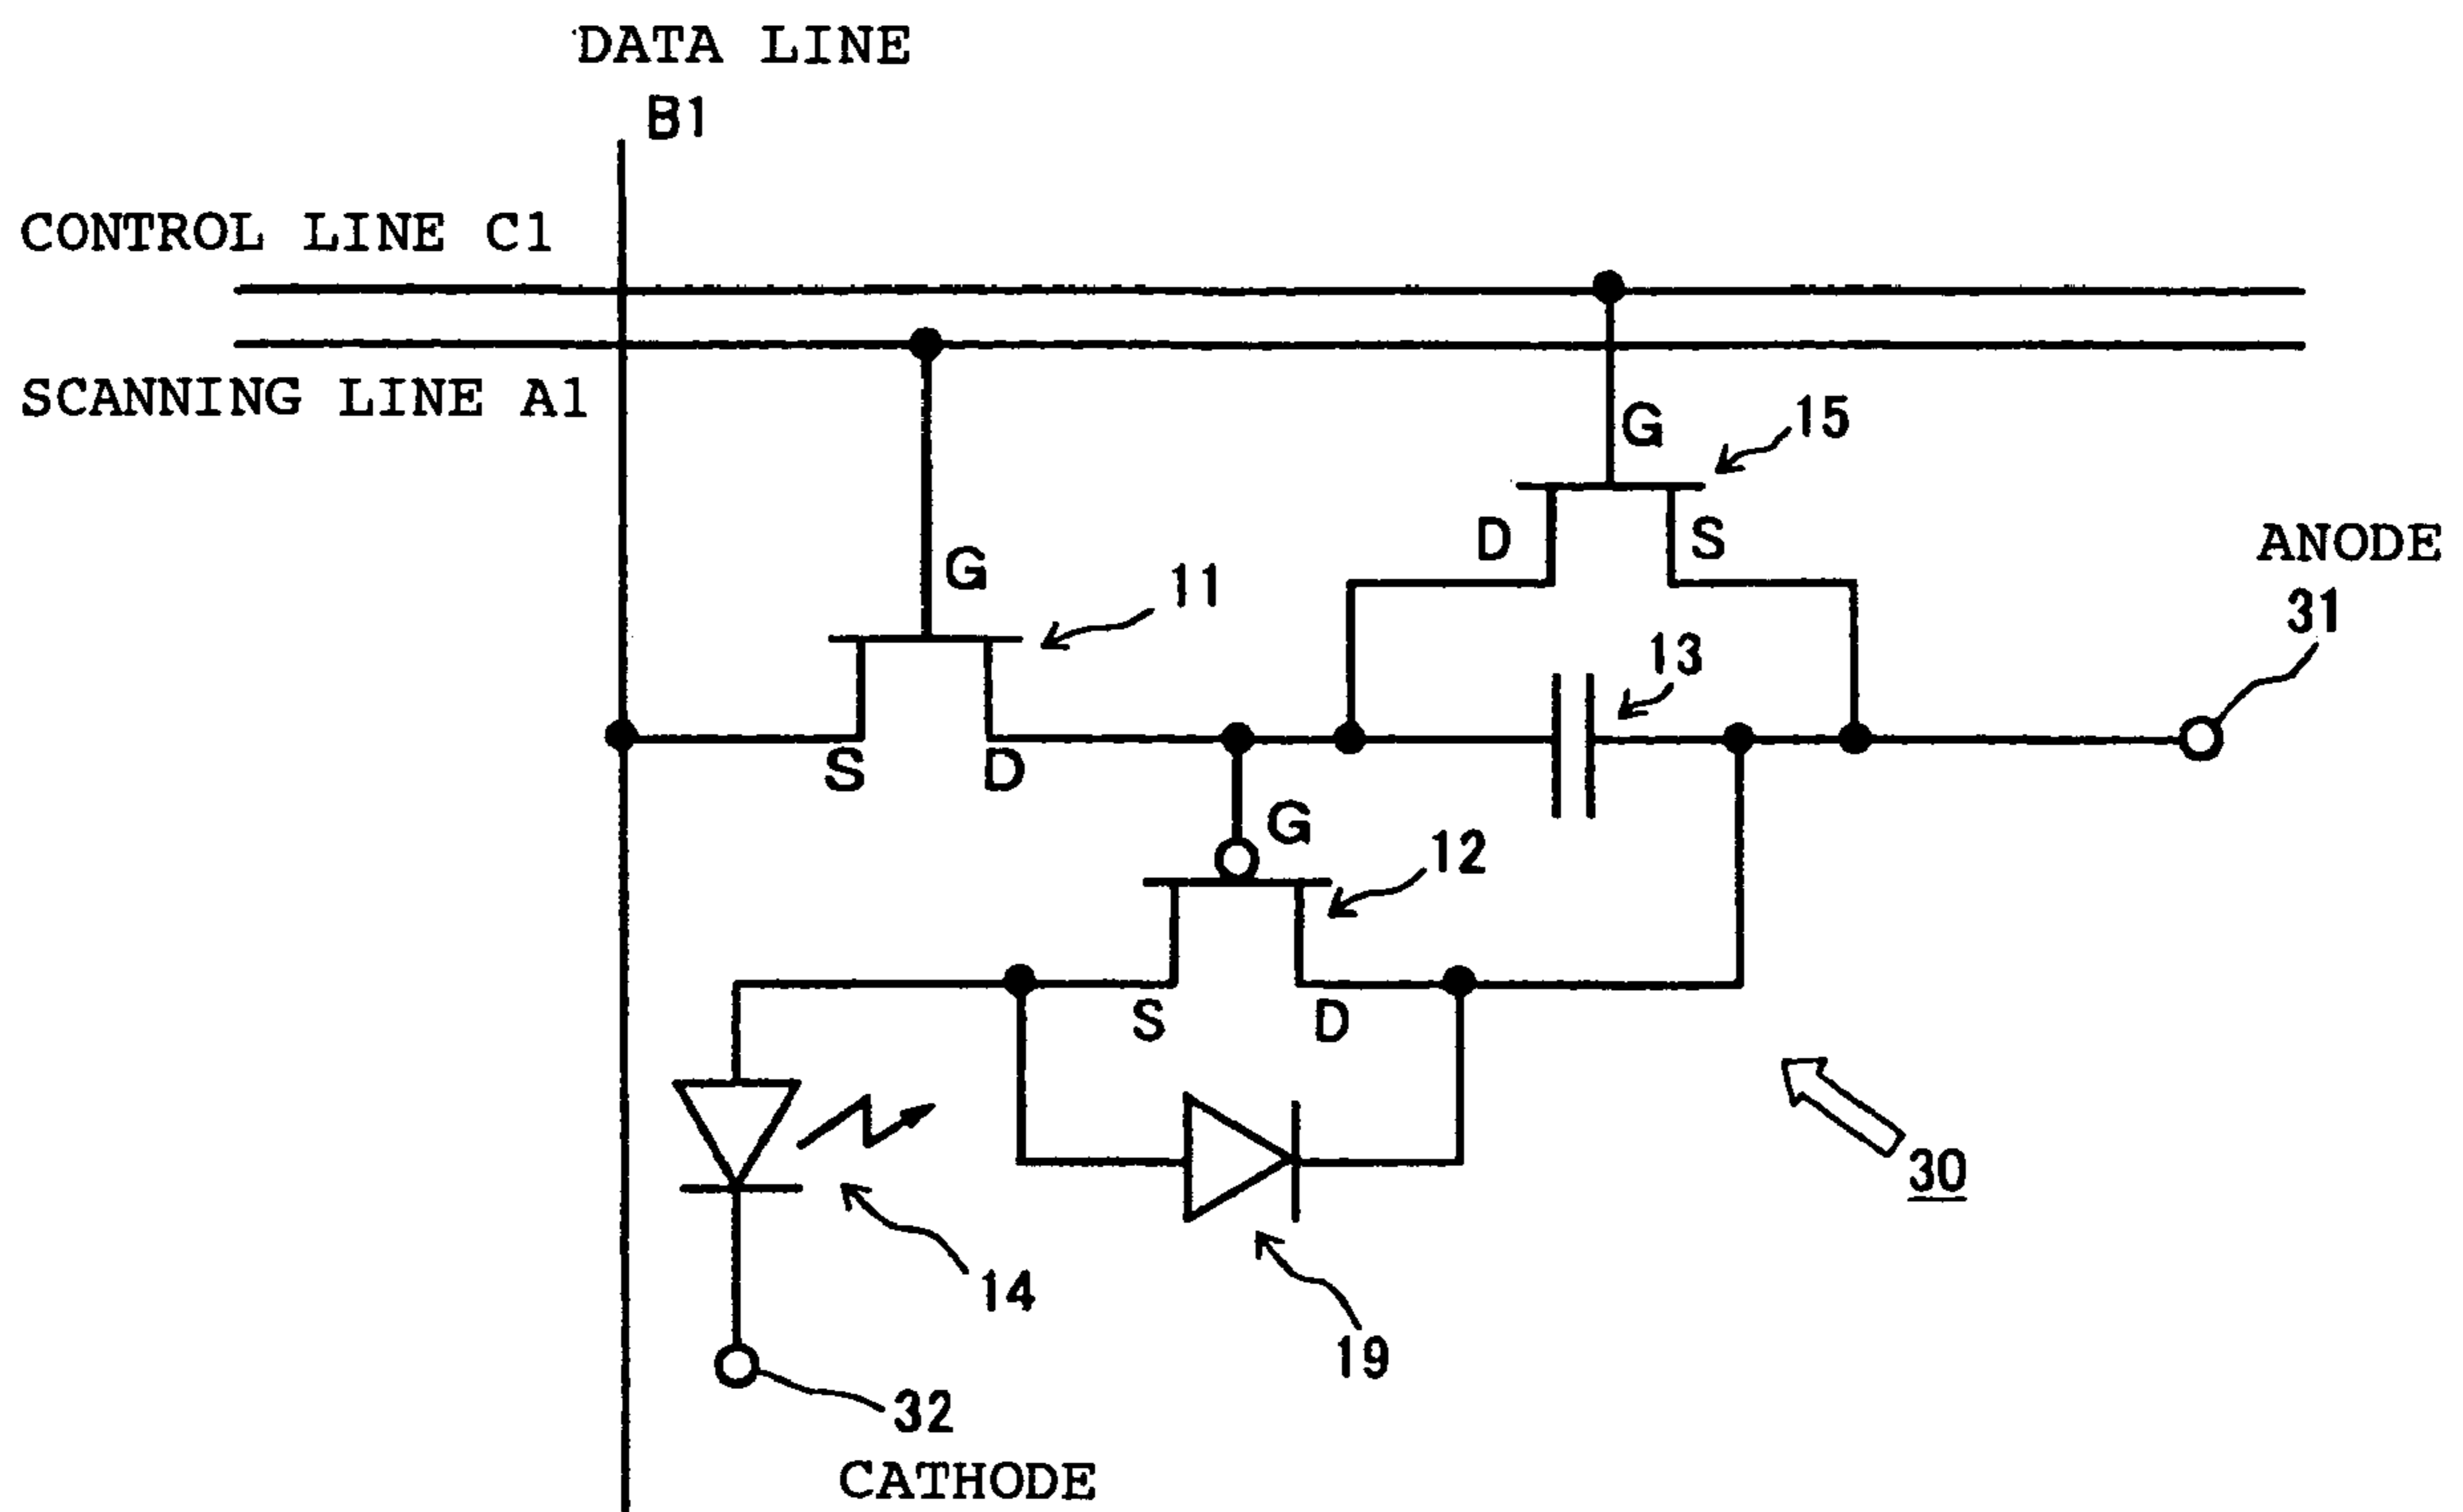 DATA LINE
B1
CONTROL LINE C1
SCANNING LINE A1
G
15
D
S
ANODE
31
G
11
13
S
D
G
12
S
D
30
14
19
32
CATHODE